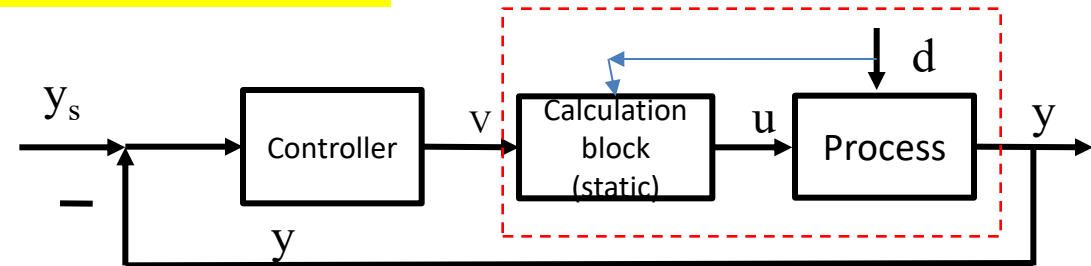 d
yₛ
Controller
v
Calculation
block
(static)
u
Process
y
−
y